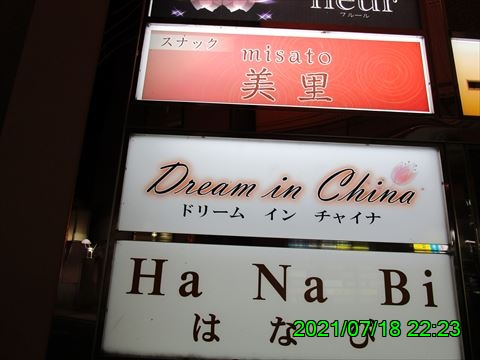 fleur
フルール
スナック
misato
美里
Dream in China
ドリーム イン チャイナ
Ha Na Bi
はなび
2021/07/18 22:23